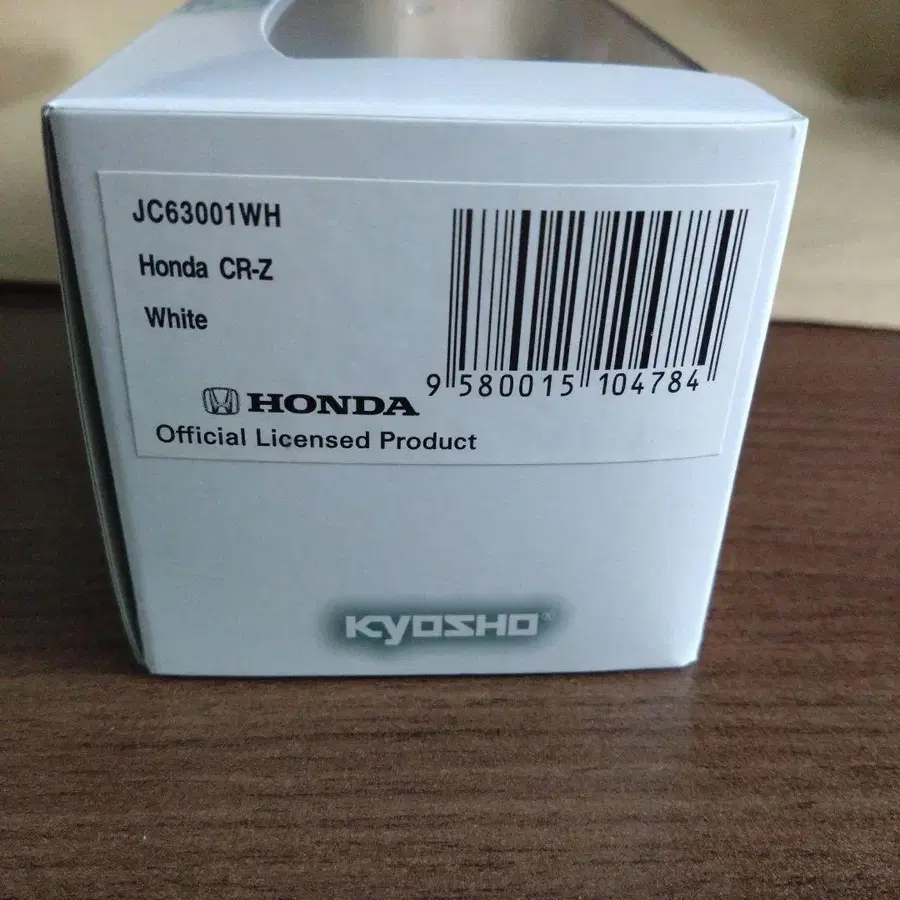 JC63001WH
Honda CR-Z
White
9 580015 104784
HONDA
Official Licensed Product
KYOSHO®